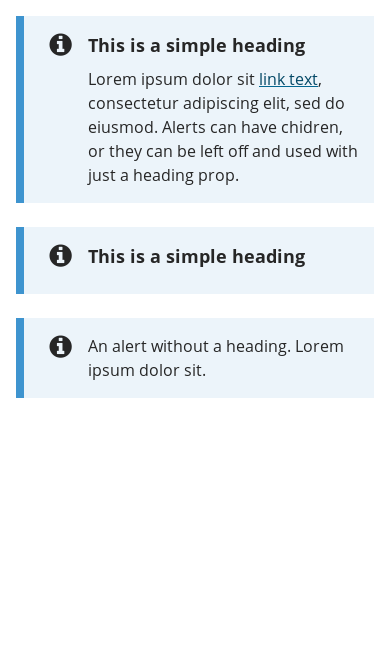 This is a simple heading
Lorem ipsum dolor sit link text,
consectetur adipiscing elit, sed do
eiusmod. Alerts can have chidren,
or they can be left off and used with
just a heading prop.
This is a simple heading
An alert without a heading. Lorem
ipsum dolor sit.